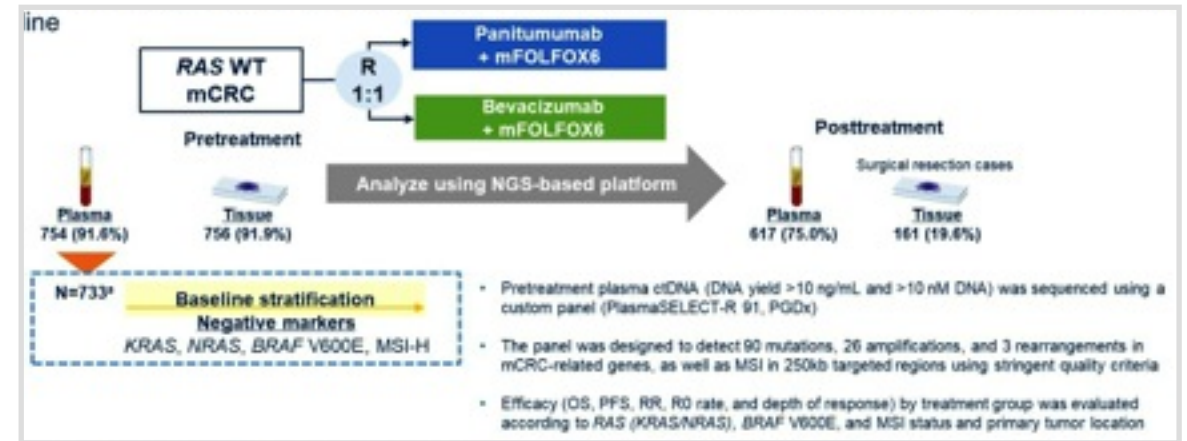 line
RAS WT
mCRC
R
1:1
Panitumumab
+ mFOLFOX6
Bevacizumab
+ mFOLFOX6
Pretreatment
Posttreatment
Analyze using NGS-based platform
Surgical resection cases
Plasma
754 (91.6%)
Tissue
756 (91.9%)
Plasma
617 (75.0%)
Tissue
161 (19.6%)
N=733ª
Baseline stratification
Negative markers
KRAS, NRAS, BRAF V600E, MSI-H
• Pretreatment plasma ctDNA (DNA yield >10 ng/mL and >10 nM DNA) was sequenced using a
custom panel (PlasmaSELECT-R 91, PGDx)
• The panel was designed to detect 90 mutations, 26 amplifications, and 3 rearrangements in
mCRC-related genes, as well as MSI in 250kb targeted regions using stringent quality criteria
• Efficacy (OS, PFS, RR, R0 rate, and depth of response) by treatment group was evaluated
according to RAS (KRAS/NRAS), BRAF V600E, and MSI status and primary tumor location